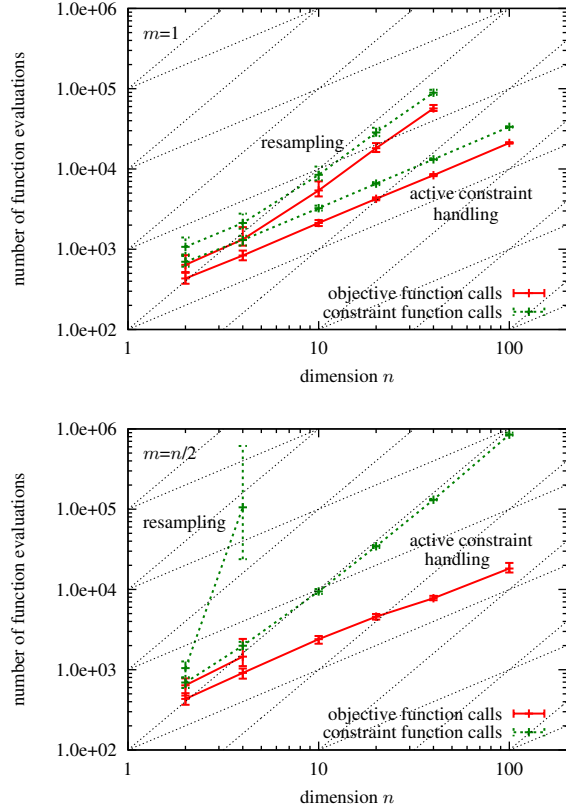 1.0e+06
m=1
1.0e+05
resampling
1.0e+04
active constraint
handling
1.0e+03
objective function calls
constraint function calls
1.0e+02
1 10 100
dimension n
number of function evaluations
1.0e+06
m=n/2
1.0e+05
resampling
active constraint
handling
1.0e+04
1.0e+03
objective function calls
constraint function calls
1.0e+02
1 10 100
dimension n
number of function evaluations